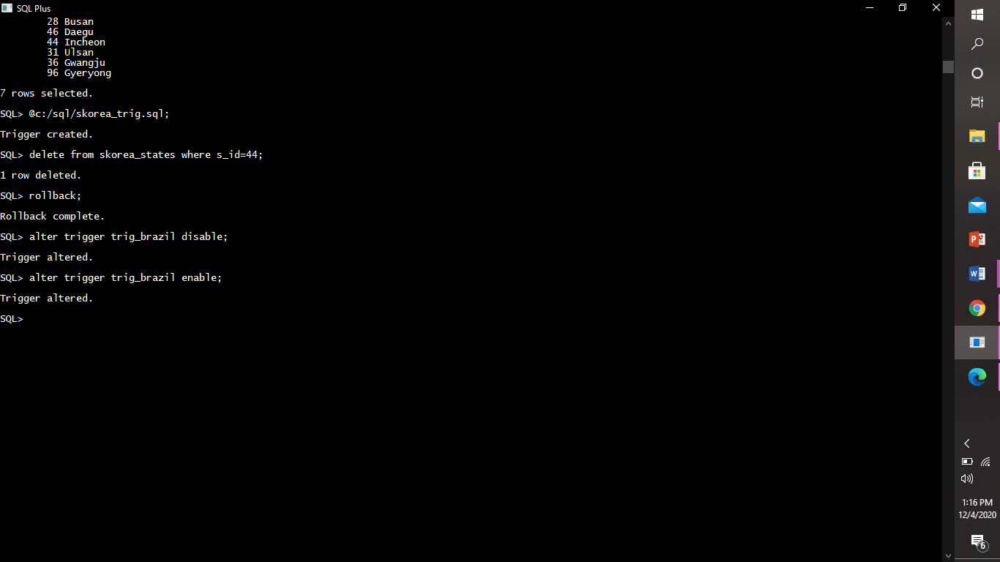 SQL Plus
28 Busan
46 Daegu
44 Incheon
31 Ulsan
36 Gwangju
96 Gyeryong
7 rows selected.
SQL> @c:/sql/skorea_trig.sql;
Trigger created.
SQL> delete from skorea_states where s_id=44;
1 row deleted.
SQL> rollback;
Rollback complete.
SQL> alter trigger trig_brazil disable;
Trigger altered.
SQL> alter trigger trig_brazil enable;
Trigger altered.
SQL>
P
W
1:16 PM
12/4/2020
6